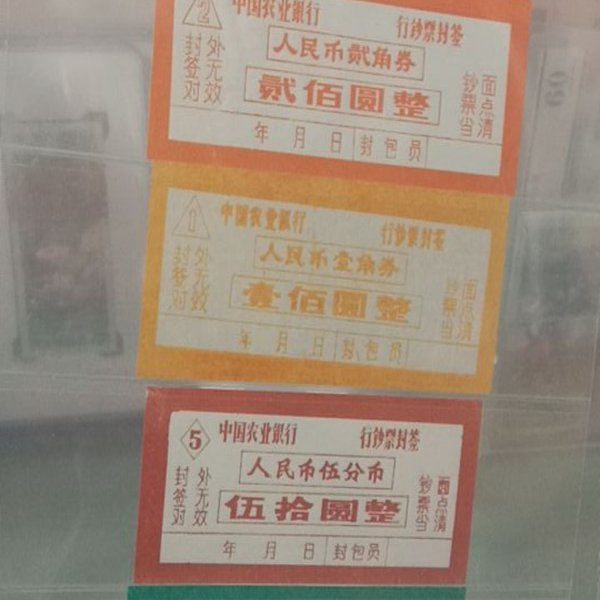 2 中国农业银行 行钞票封签
人民币贰角券
贰佰圆整
封签对外无效
钞票当面点清
年 月 日 封包员
1 中国农业银行 行钞票封签
人民币壹角券
壹佰圆整
封签对外无效
钞票当面点清
年 月 日 封包员
5 中国农业银行 行钞票封签
人民币伍分币
伍拾圆整
封签对外无效
钞票当面点清
年 月 日 封包员